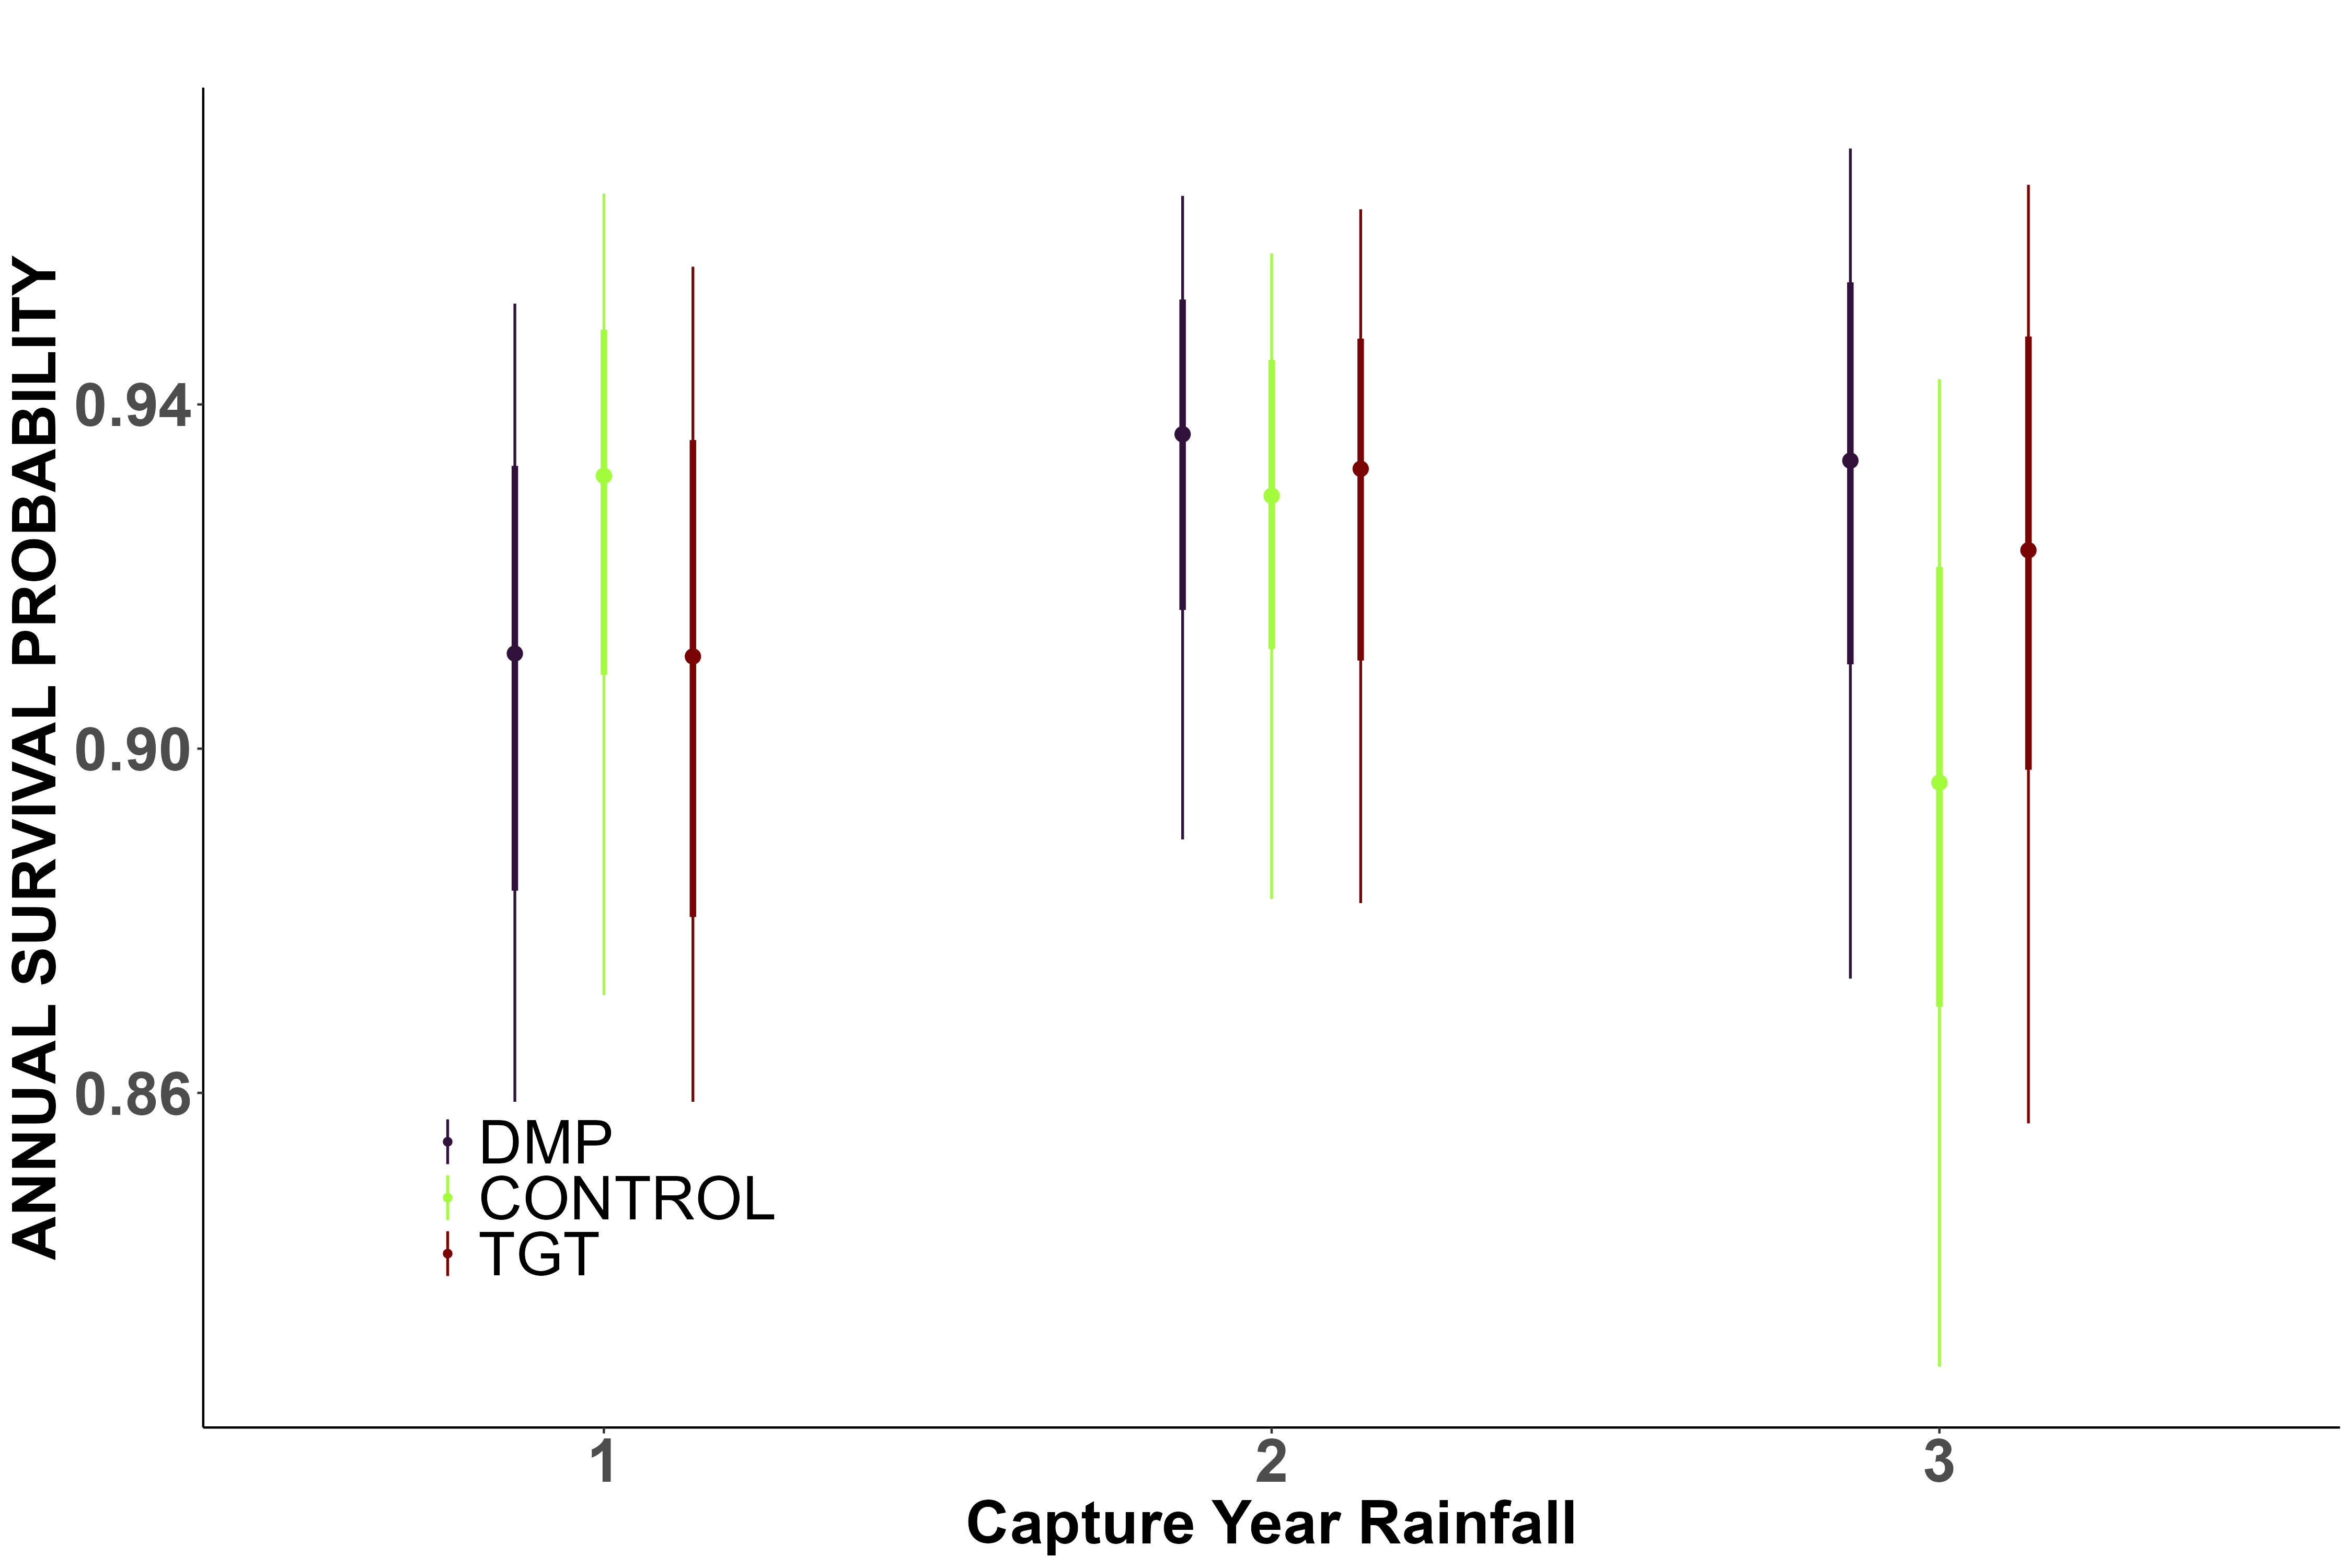 ANNUAL SURVIVAL PROBABILITY
0.94
0.90
0.86
DMP
CONTROL
TGT
1 2 3
Capture Year Rainfall